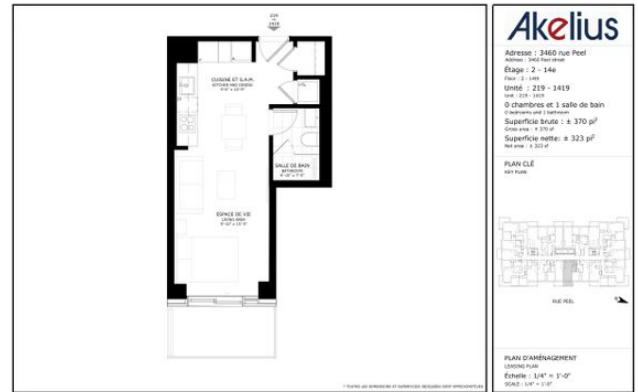 219
1419
CUISINE ET S.A.M.
KITCHEN AND DINING
SALLE DE BAIN
BATHROOM
ESPACE DE VIE
LIVING AREA
Akelius
Adresse : 3460 rue Peel
Address : 3460 Peel street
Étage : 2 - 14e
Floor : 2 - 14th
Unité : 219 - 1419
Unit : 219 - 1419
0 chambres et 1 salle de bain
0 bedrooms and 1 bathroom
Superficie brute : ± 370 pi²
Gross area : ± 370 sf
Superficie nette: ± 323 pi²
Net area : ± 323 sf
PLAN CLÉ
KEY PLAN
RUE PEEL
PLAN D'AMÉNAGEMENT
LEASING PLAN
Échelle : 1/4" = 1'-0"
SCALE : 1/4" = 1'-0"